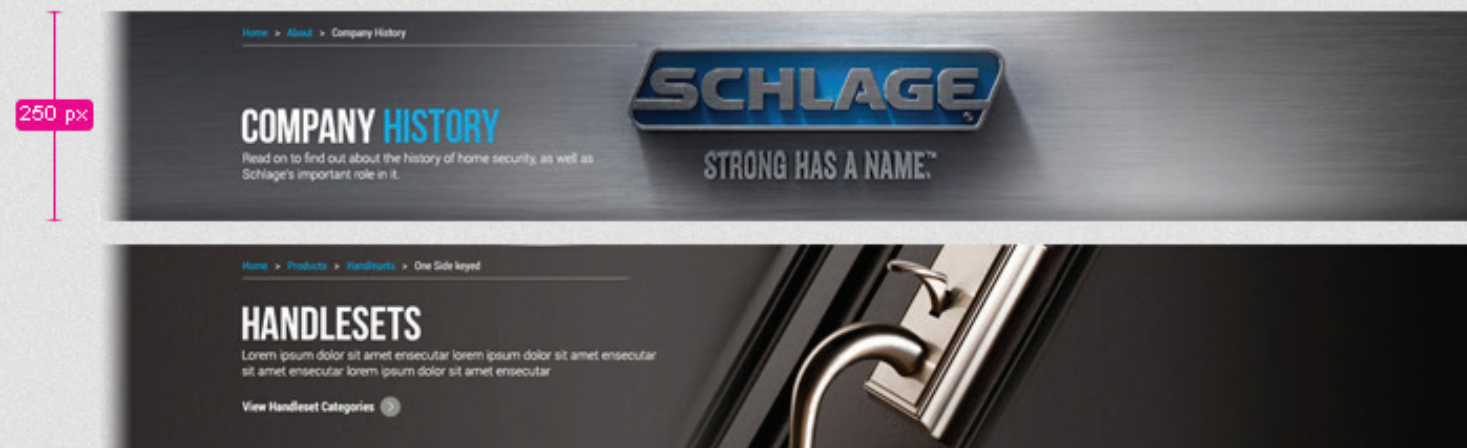 250 px
Home > About > Company History
SCHLAGE
COMPANY HISTORY
Read on to find out about the history of home security, as well as
Schlage's important role in it.
STRONG HAS A NAME.™
Home > Products > Handlesets > One Side keyed
HANDLESETS
Lorem ipsum dolor sit amet ensecutar lorem ipsum dolor sit amet ensecutar
sit amet ensecutar lorem ipsum dolor sit amet ensecutar
View Handleset Categories